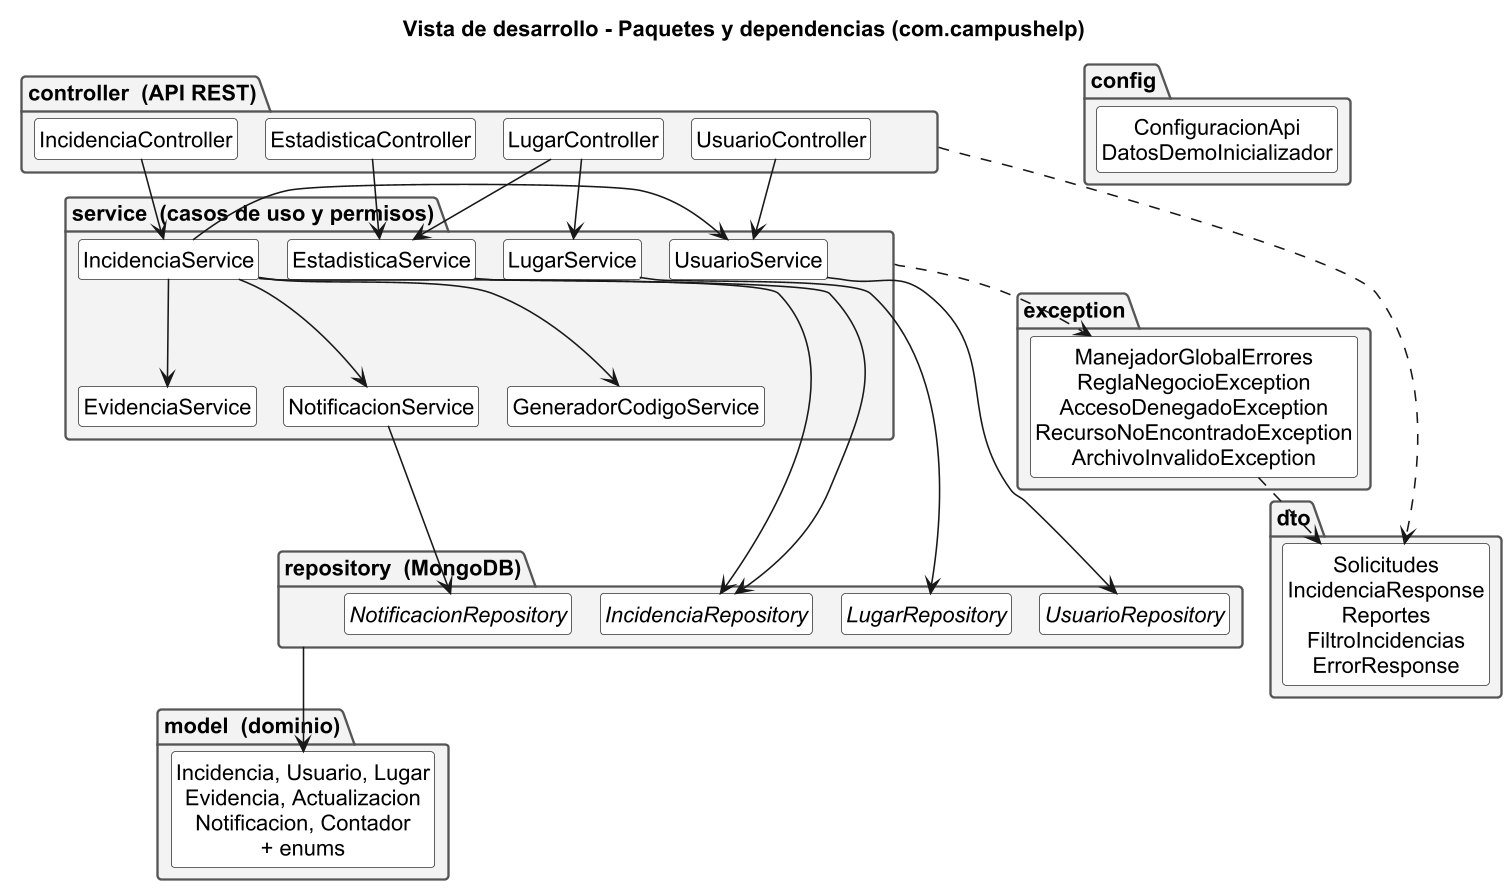 Vista de desarrollo - Paquetes y dependencias (com.campushelp)
controller  (API REST)
IncidenciaController
EstadisticaController
LugarController
UsuarioController
config
ConfiguracionApi
DatosDemoInicializador
service  (casos de uso y permisos)
IncidenciaService
EstadisticaService
LugarService
UsuarioService
EvidenciaService
NotificacionService
GeneradorCodigoService
exception
ManejadorGlobalErrores
ReglaNegocioException
AccesoDenegadoException
RecursoNoEncontradoException
ArchivoInvalidoException
dto
Solicitudes
IncidenciaResponse
Reportes
FiltroIncidencias
ErrorResponse
repository  (MongoDB)
NotificacionRepository
IncidenciaRepository
LugarRepository
UsuarioRepository
model  (dominio)
Incidencia, Usuario, Lugar
Evidencia, Actualizacion
Notificacion, Contador
+ enums